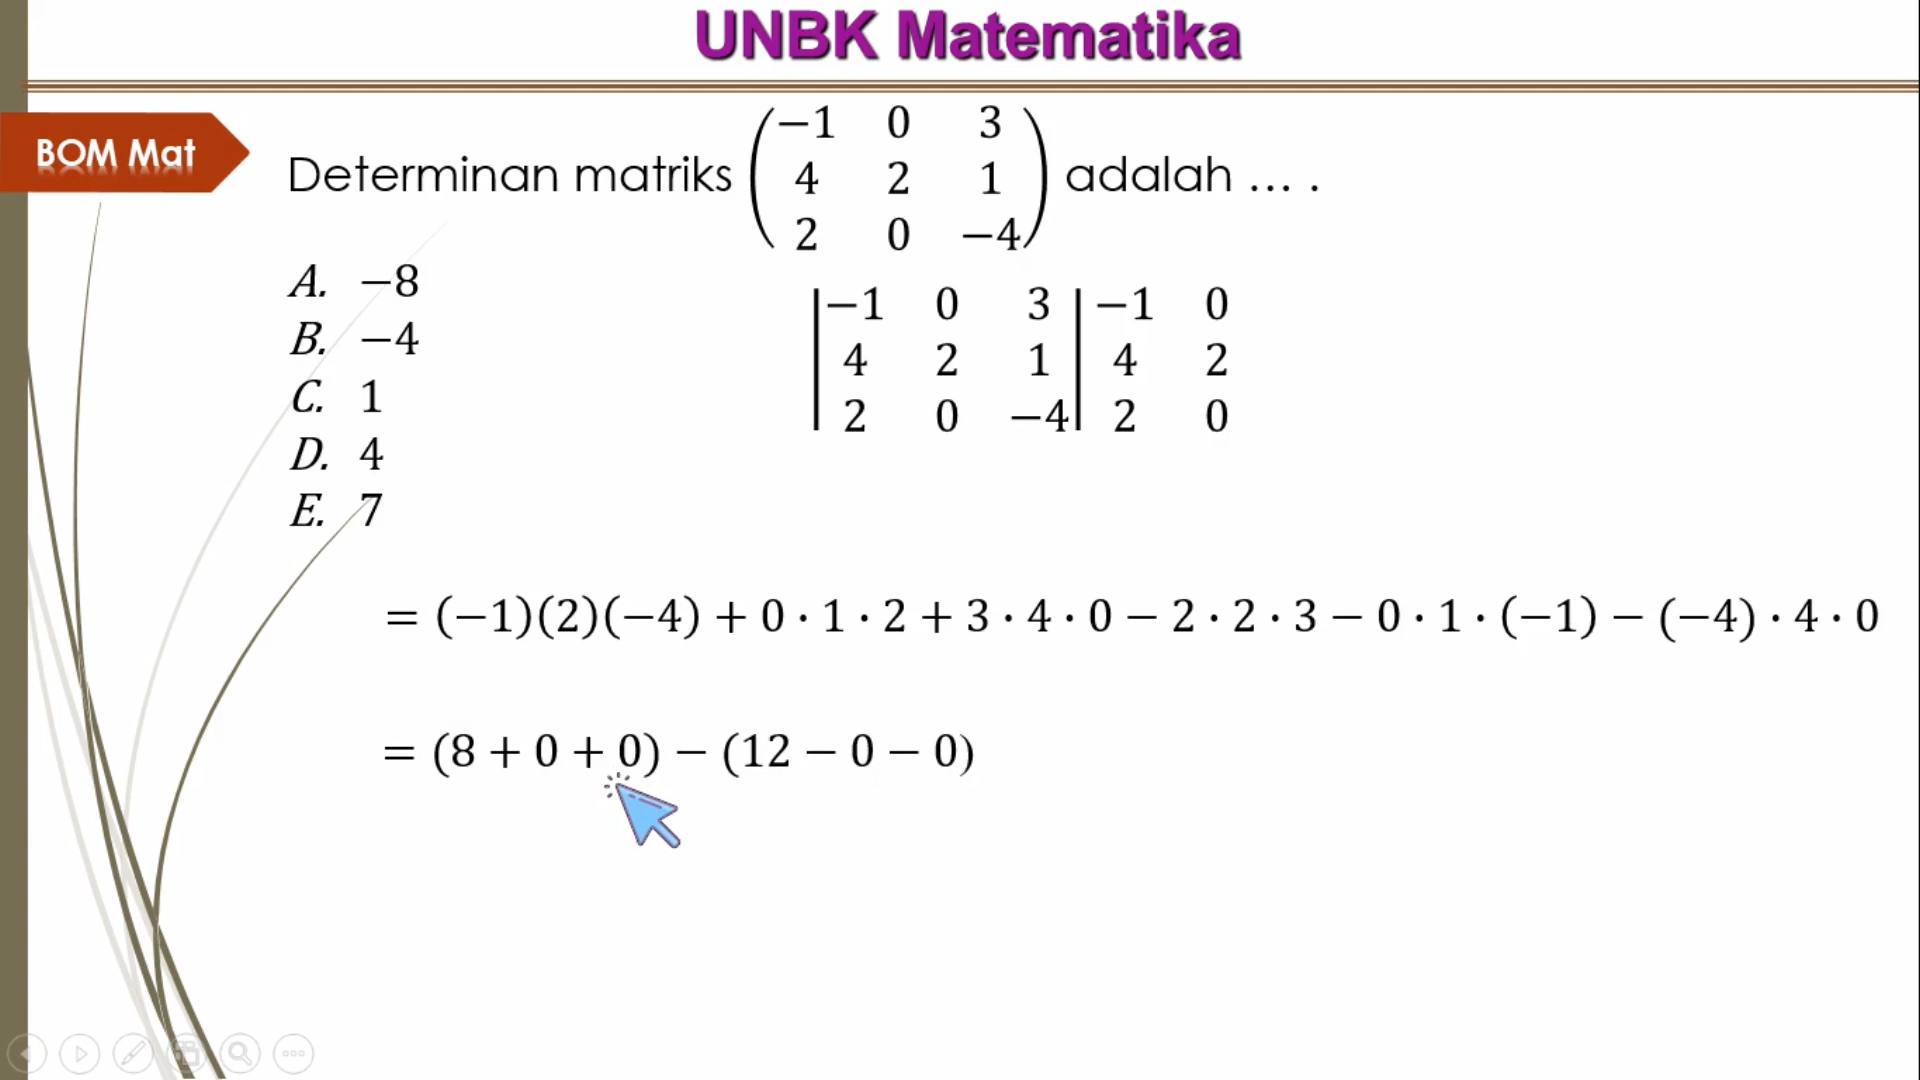 UNBK Matematika
BOM Mat
Determinan matriks
−1 0 3
4 2 1
2 0 −4
adalah ... .
A. −8
B. −4
C. 1
D. 4
E. 7
−1 0 3 | −1 0
4 2 1 | 4 2
2 0 −4 | 2 0
= (−1)(2)(−4) + 0 · 1 · 2 + 3 · 4 · 0 − 2 · 2 · 3 − 0 · 1 · (−1) − (−4) · 4 · 0
= (8 + 0 + 0) − (12 − 0 − 0)